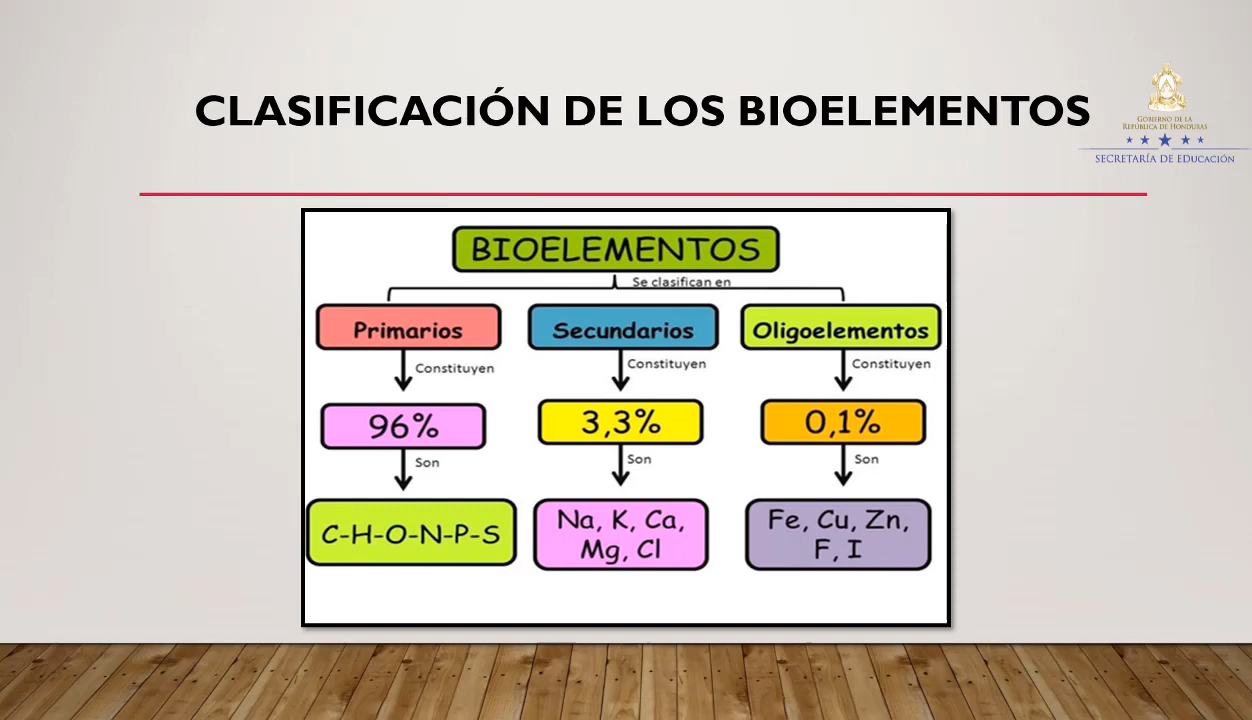 CLASIFICACIÓN DE LOS BIOELEMENTOS
GOBIERNO DE LA
REPÚBLICA DE HONDURAS
SECRETARÍA DE EDUCACIÓN
BIOELEMENTOS
Se clasifican en
Primarios
Secundarios
Oligoelementos
Constituyen
Constituyen
Constituyen
96%
3,3%
0,1%
Son
Son
Son
C-H-O-N-P-S
Na, K, Ca,
Mg, Cl
Fe, Cu, Zn,
F, I